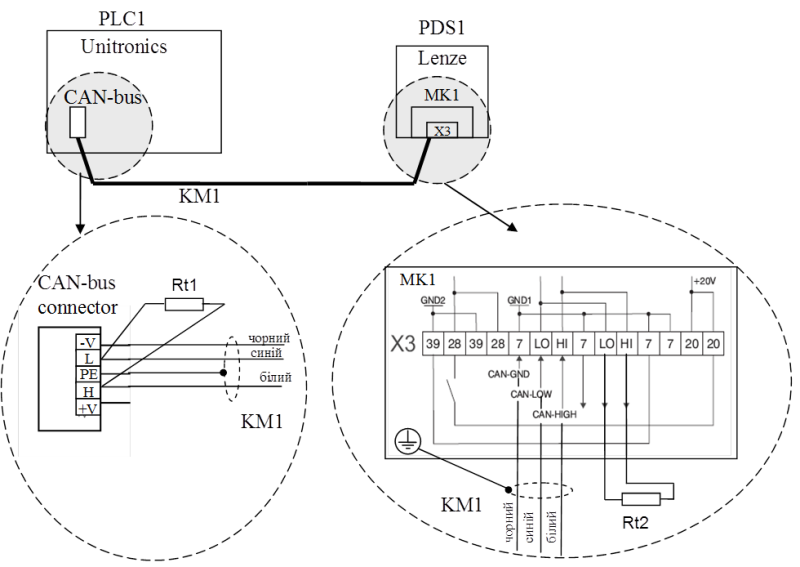 PLC1
Unitronics
CAN-bus
PDS1
Lenze
MK1
X3
KM1
CAN-bus
connector
Rt1
-V
L
PE
H
+V
чорний
синій
білий
KM1
MK1
+20V
GND2
GND1
X3 39 28 39 28 7 LO HI 7 LO HI 7 7 20 20
CAN-GND
CAN-LOW
CAN-HIGH
KM1
чорний
синій
білий
Rt2